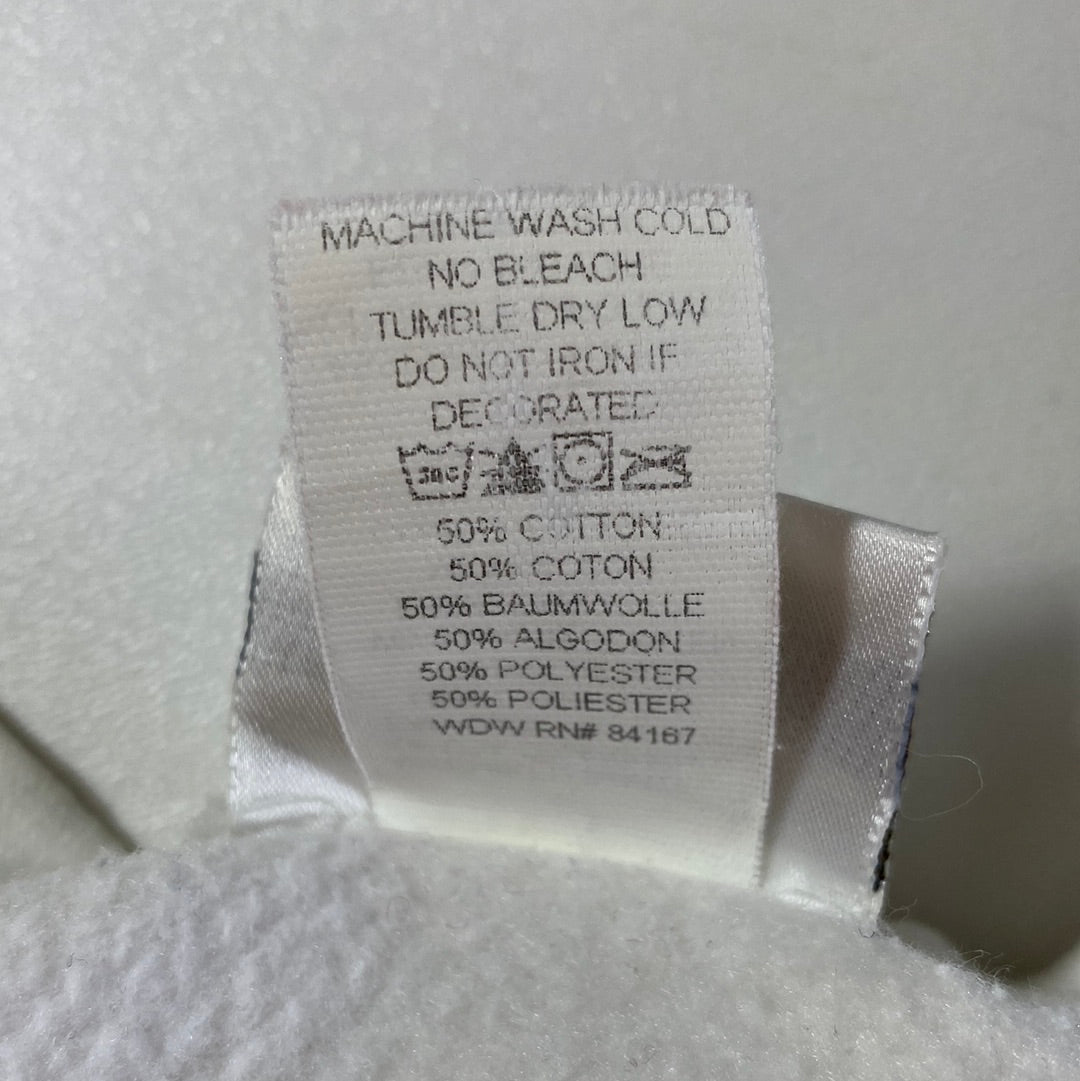 MACHINE WASH COLD
NO BLEACH
TUMBLE DRY LOW
DO NOT IRON IF
DECORATED
30C
50% COTTON
50% COTON
50% BAUMWOLLE
50% ALGODON
50% POLYESTER
50% POLIESTER
WDW RN# 84167